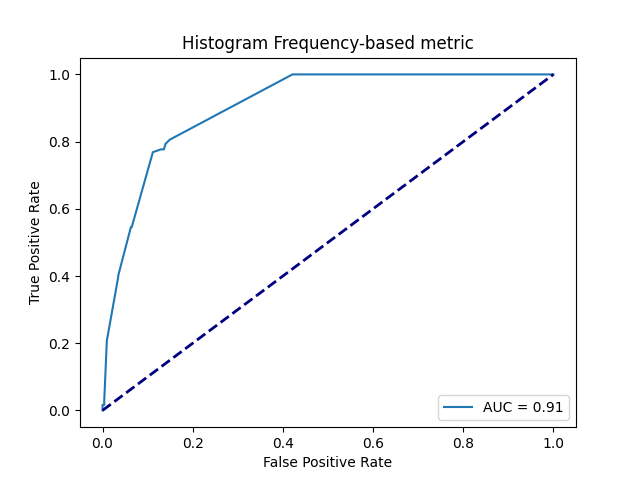 Histogram Frequency-based metric
True Positive Rate
1.0
0.8
0.6
0.4
0.2
0.0
AUC = 0.91
0.0 0.2 0.4 0.6 0.8 1.0
False Positive Rate